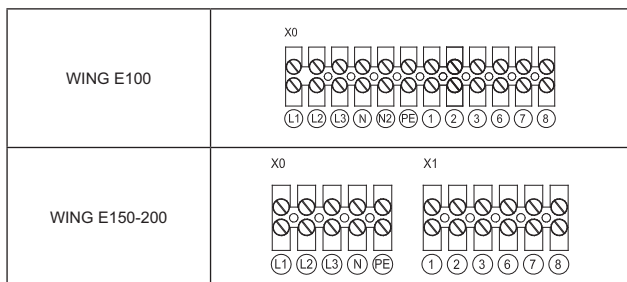 X0
WING E100
L1 L2 L3 N N2 PE 1 2 3 6 7 8
X0 X1
WING E150-200
L1 L2 L3 N PE 1 2 3 6 7 8